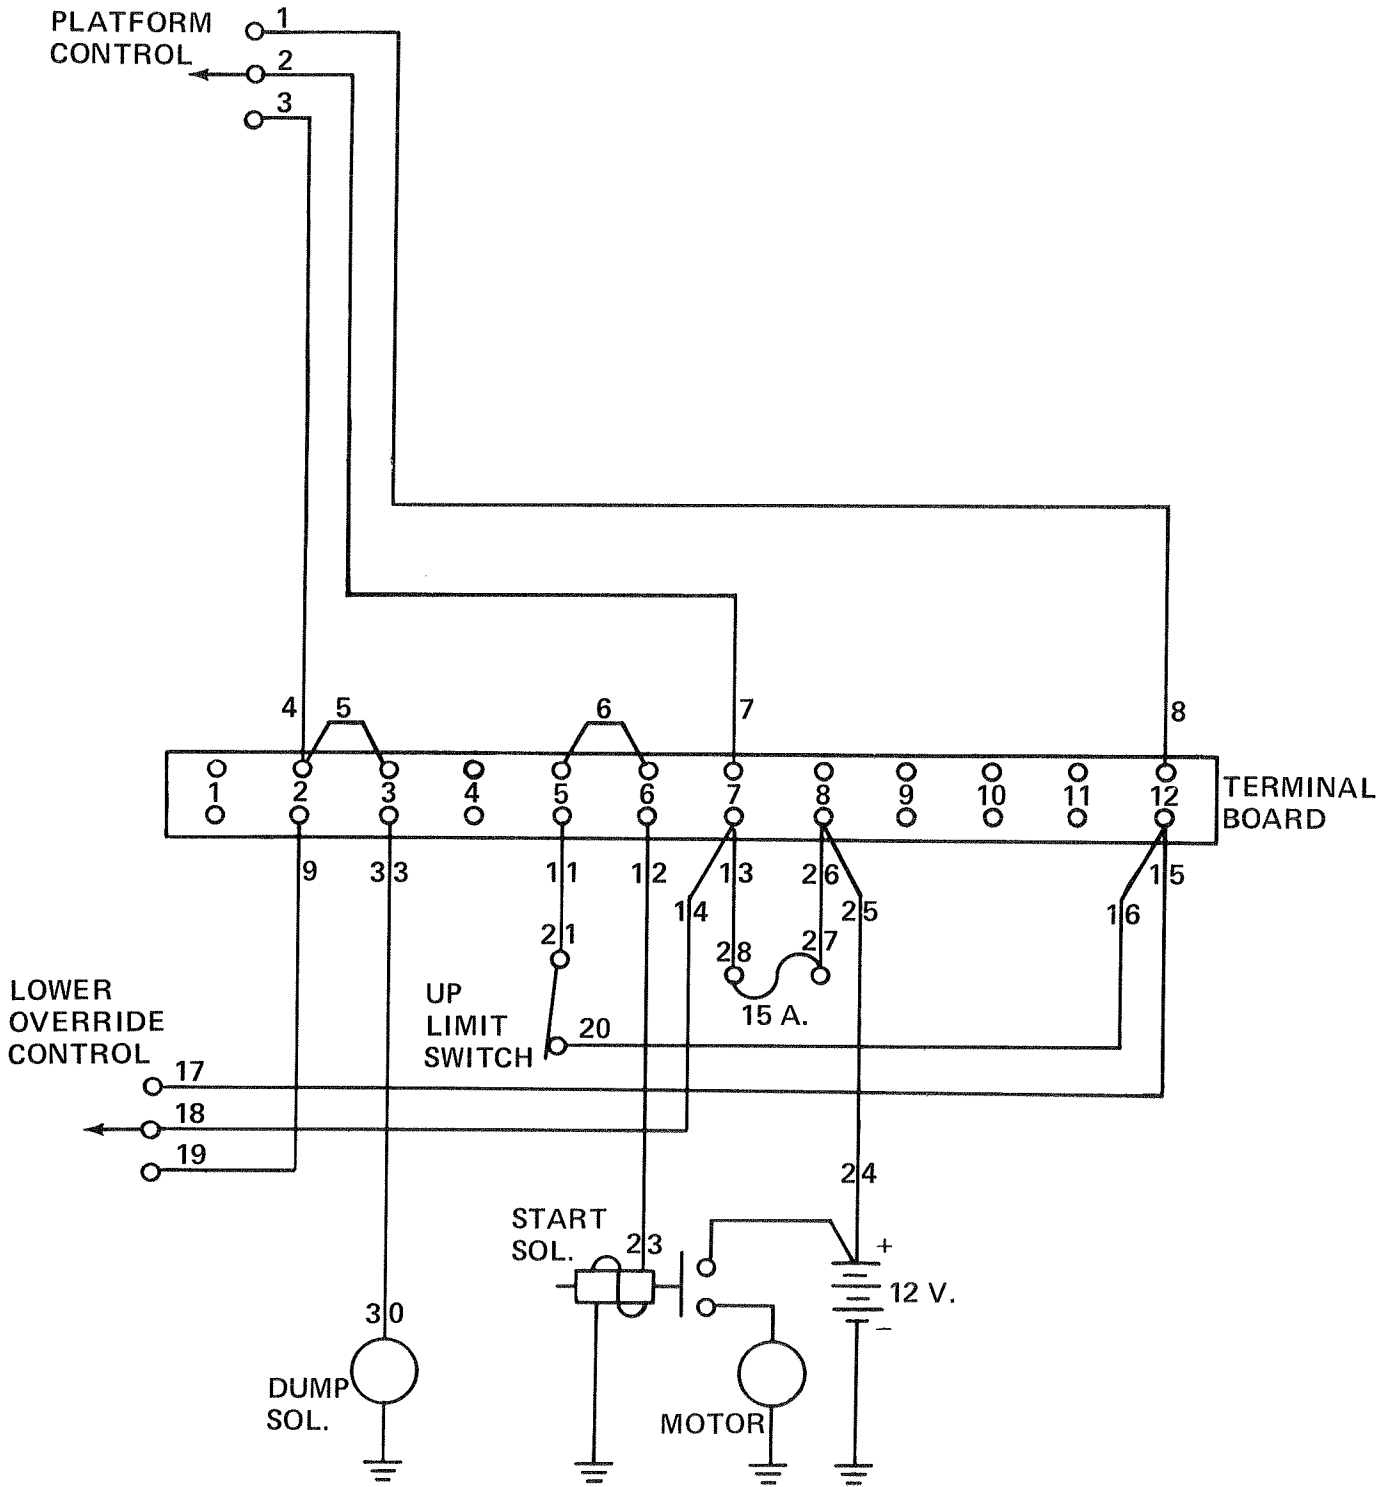 PLATFORM
CONTROL
1
2
3
4
5
6
7
8
1 2 3 4 5 6 7 8 9 10 11 12
TERMINAL
BOARD
9
33
11
12
13
26
15
14
25
16
21
28
27
15 A.
LOWER
OVERRIDE
CONTROL
UP
LIMIT
SWITCH
20
17
18
19
24
START
SOL.
23
+
12 V.
−
30
DUMP
SOL.
MOTOR